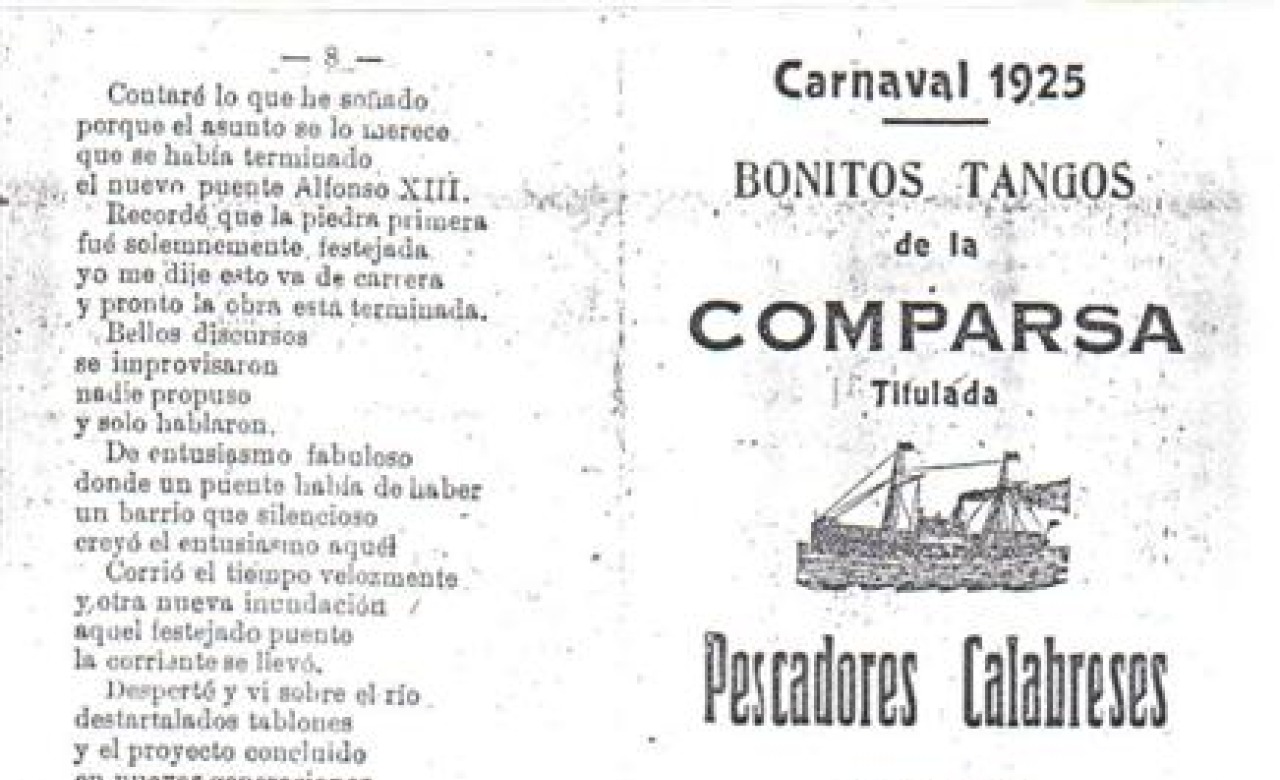 — 8 —
Contaré lo que he soñado
porque el asunto se lo merece
que se había terminado
el nuevo puente Alfonso XIII.
Recordé que la piedra primera
fué solemnemente festejada
yo me dije esto va de carrera
y pronto la obra está terminada.
Bellos discursos
se improvisaron
nadie propuso
y solo hablaron.
De entusiasmo fabuloso
donde un puente había de haber
un barrio que silencioso
creyó el entusiasmo aquél
Corrió el tiempo velozmente
y otra nueva inundación
aquel festejado puente
la corriente se llevó.
Desperté y vi sobre el río
destartalados tablones
y el proyecto concluido
en nuevas generaciones
Carnaval 1925
BONITOS TANGOS
de la
COMPARSA
Titulada
Pescadores Calabreses